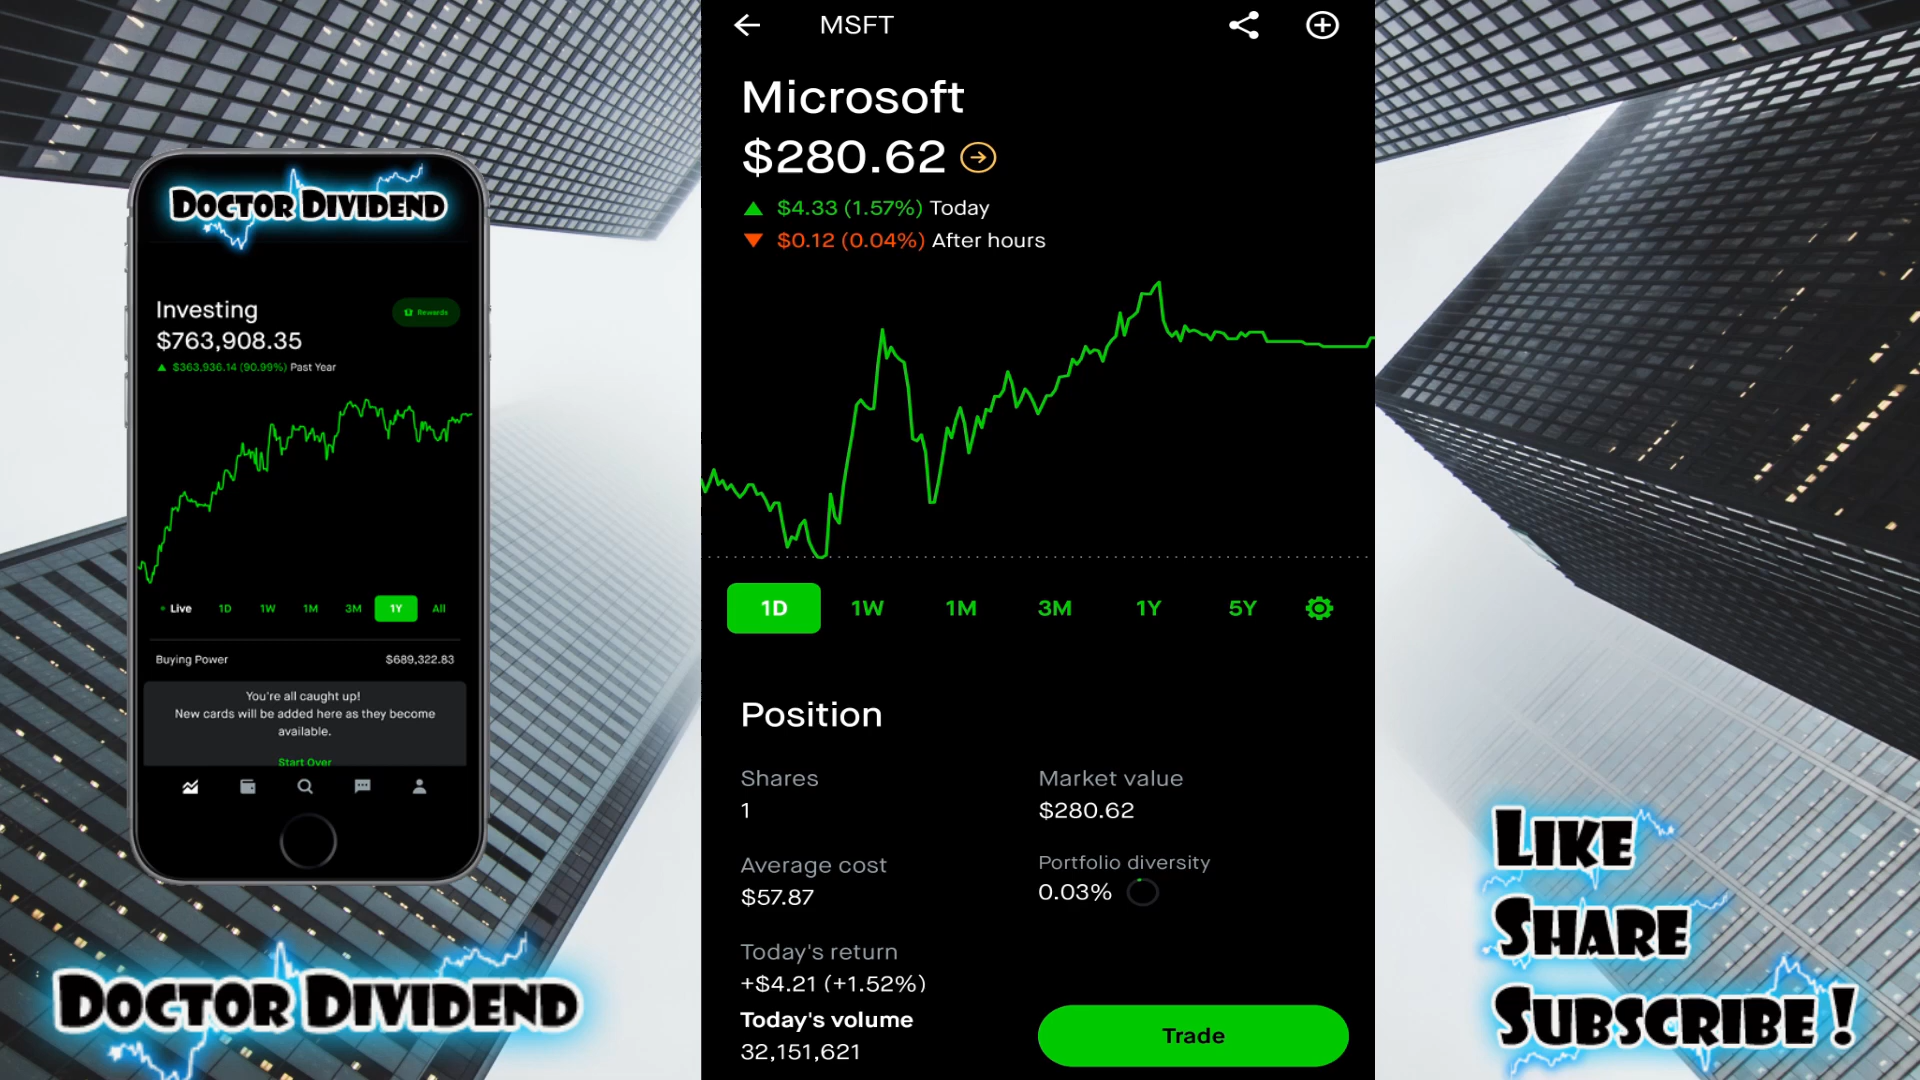 DOCTOR DIVIDEND
Investing
Rewards
$763,908.35
$363,936.14 (90.99%) Past Year
Live 1D 1W 1M 3M 1Y All
Buying Power $689,322.83
You're all caught up!
New cards will be added here as they become
available.
Start Over
DOCTOR DIVIDEND
MSFT
Microsoft
$280.62
$4.33 (1.57%) Today
$0.12 (0.04%) After hours
1D 1W 1M 3M 1Y 5Y
Position
Shares
1
Market value
$280.62
Average cost
$57.87
Portfolio diversity
0.03%
Today's return
+$4.21 (+1.52%)
Today's volume
32,151,621
Trade
LIKE
SHARE
SUBSCRIBE !